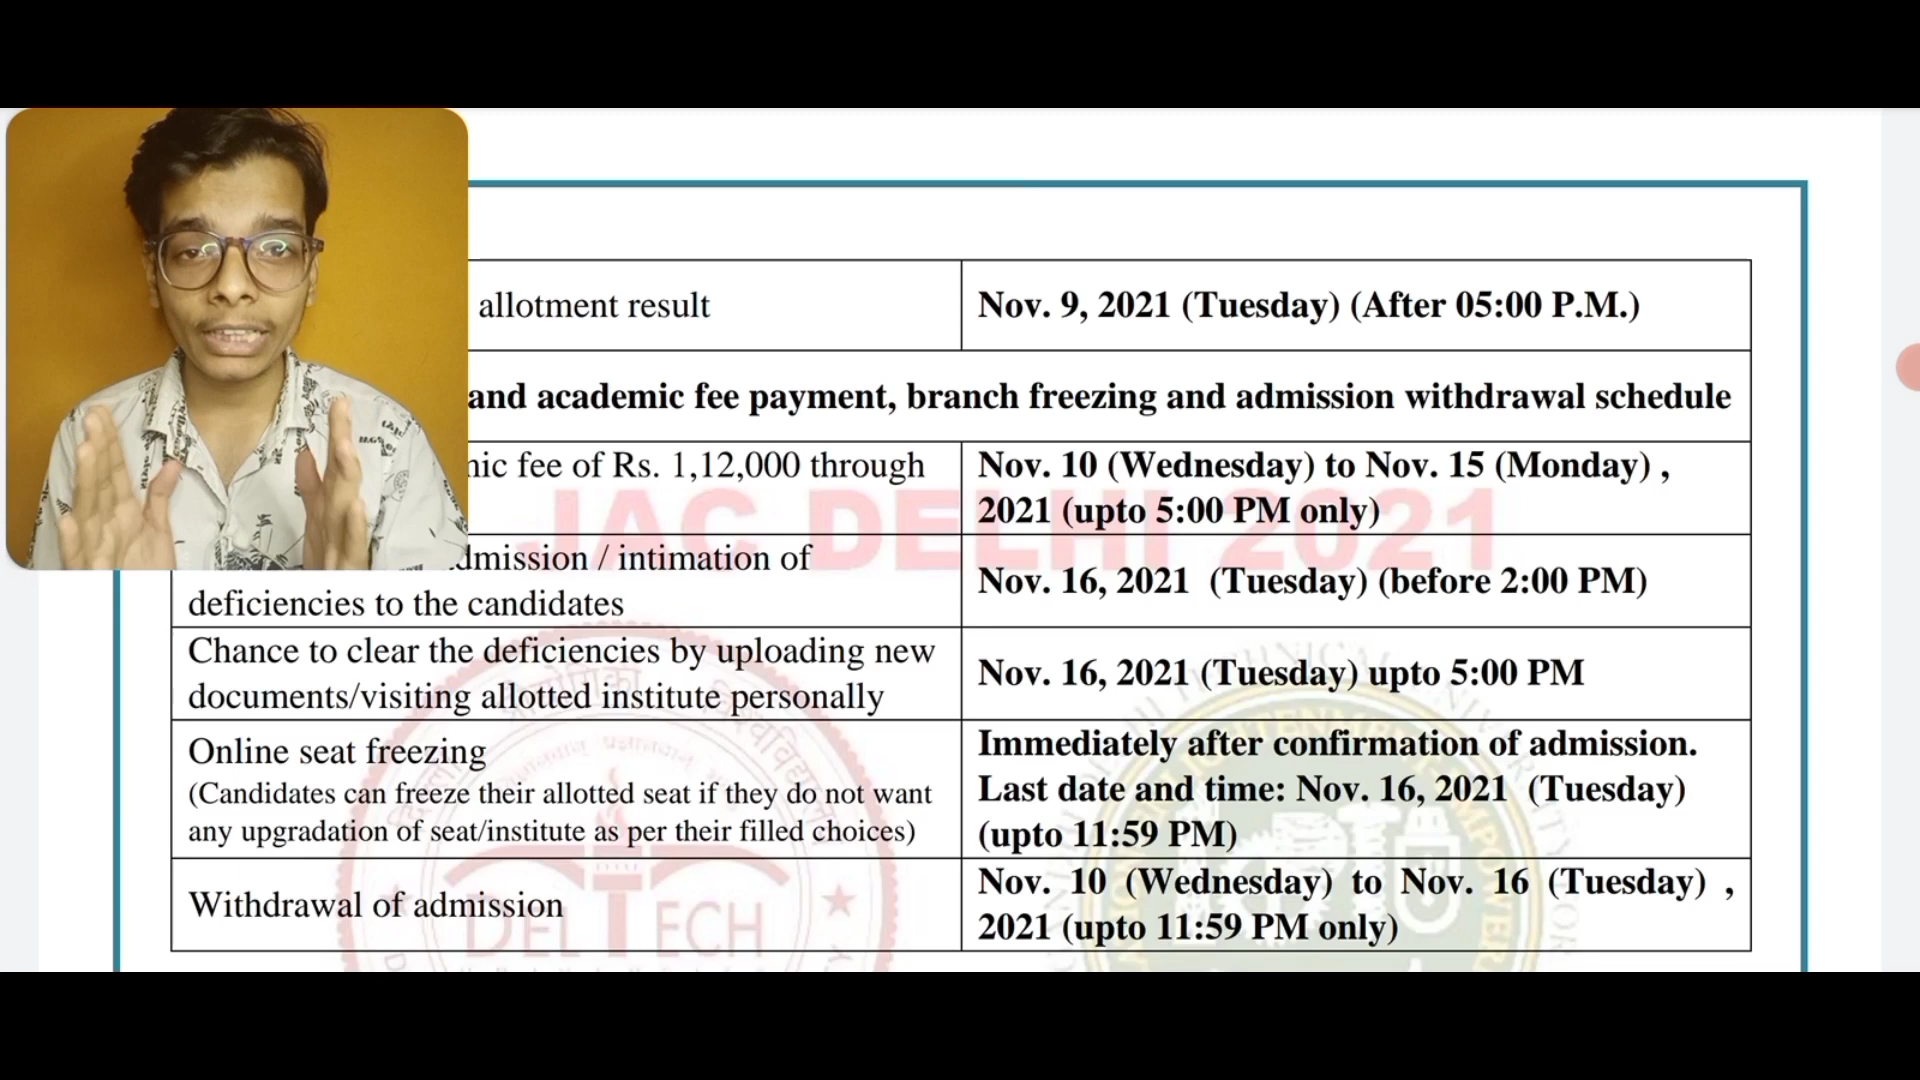 allotment result
Nov. 9, 2021 (Tuesday) (After 05:00 P.M.)
and academic fee payment, branch freezing and admission withdrawal schedule
fee of Rs. 1,12,000 through
Nov. 10 (Wednesday) to Nov. 15 (Monday) ,
2021 (upto 5:00 PM only)
JAC DELHI 2021
dmission / intimation of
deficiencies to the candidates
Nov. 16, 2021 (Tuesday) (before 2:00 PM)
Chance to clear the deficiencies by uploading new
documents/visiting allotted institute personally
Nov. 16, 2021 (Tuesday) upto 5:00 PM
Online seat freezing
(Candidates can freeze their allotted seat if they do not want
any upgradation of seat/institute as per their filled choices)
Immediately after confirmation of admission.
Last date and time: Nov. 16, 2021 (Tuesday)
(upto 11:59 PM)
Withdrawal of admission
Nov. 10 (Wednesday) to Nov. 16 (Tuesday) ,
2021 (upto 11:59 PM only)
DELTECH